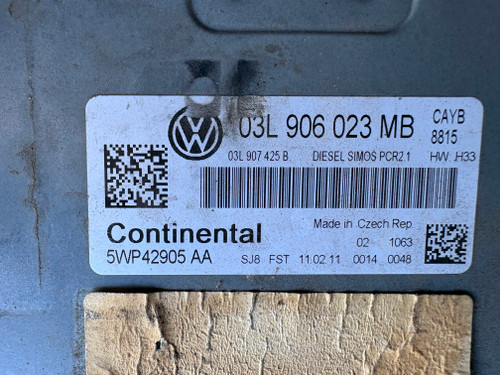 03L 906 023 MB CAYB
8815
03L 907 425 B DIESEL SIMOS PCR2.1 HW .H33
Continental
Made in .Czech Rep
5WP42905 AA
02 1063
SJ8 FST 11.02.11 0014 0048